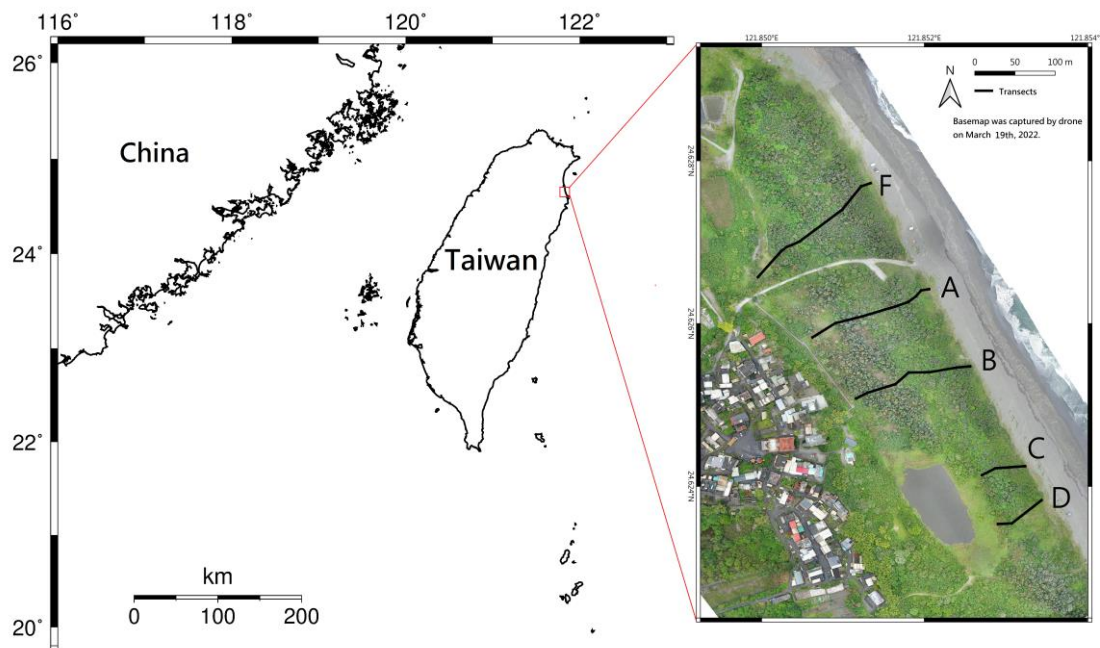 116˚ 118˚ 120˚ 122˚
26˚
24˚
22˚
20˚
China
Taiwan
km
0 100 200
121.850°E 121.852°E 121.854°E
24.628°N
24.626°N
24.624°N
0 50 100 m
N
Transects
Basemap was captured by drone
on March 19th, 2022.
F
A
B
C
D